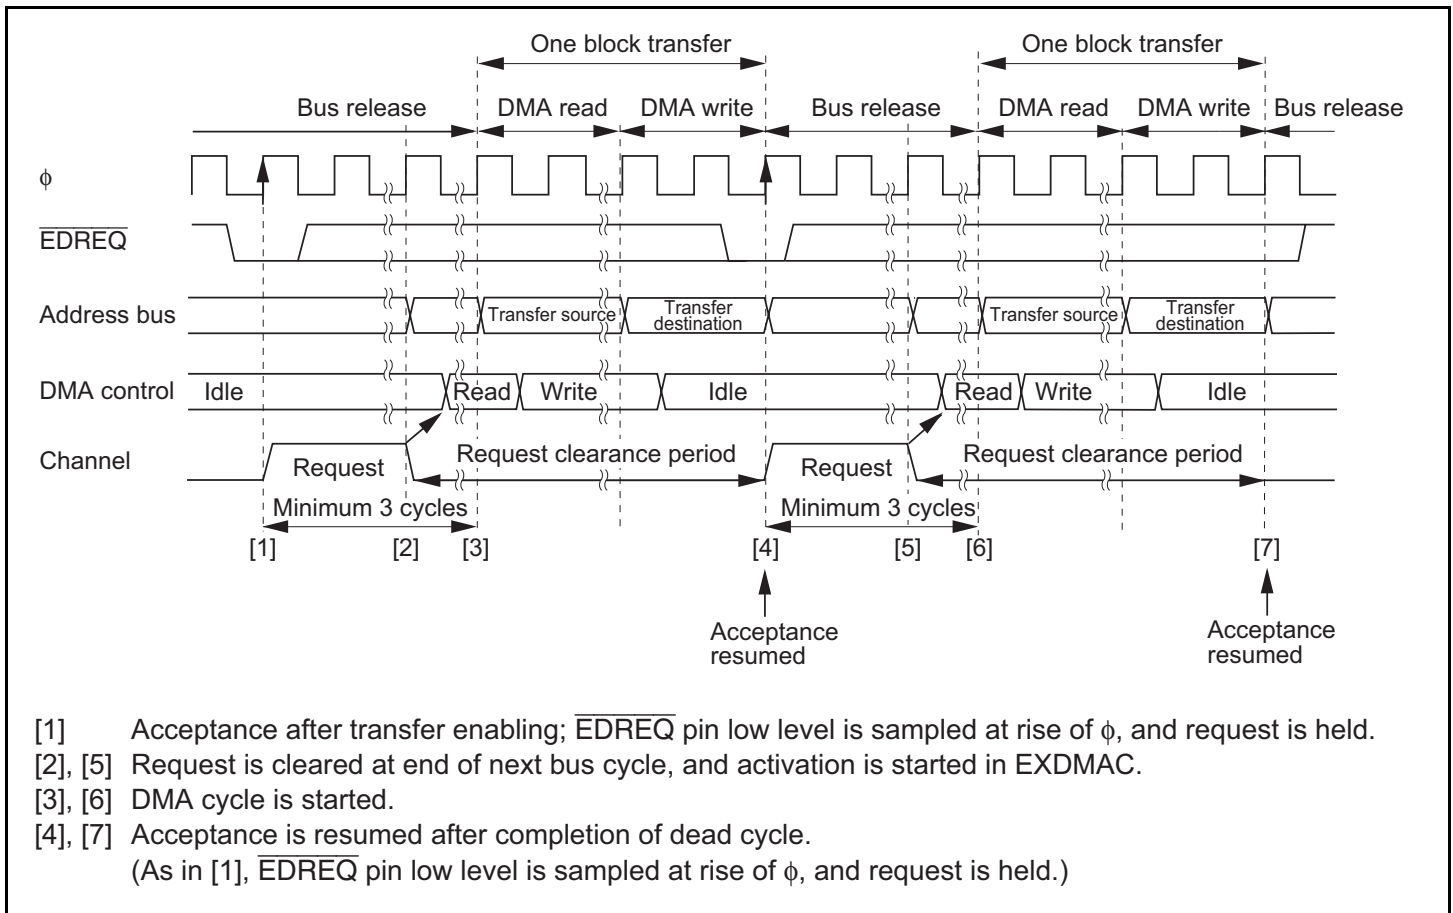 One block transfer One block transfer
Bus release DMA read DMA write Bus release DMA read DMA write Bus release
ϕ
EDREQ
Address bus Transfer source Transfer destination Transfer source Transfer destination
DMA control Idle Read Write Idle Read Write Idle
Channel Request Request clearance period Request Request clearance period
Minimum 3 cycles Minimum 3 cycles
[1] [2] [3] [4] [5] [6] [7]
Acceptance resumed Acceptance resumed
[1] Acceptance after transfer enabling; EDREQ pin low level is sampled at rise of ϕ, and request is held.
[2], [5] Request is cleared at end of next bus cycle, and activation is started in EXDMAC.
[3], [6] DMA cycle is started.
[4], [7] Acceptance is resumed after completion of dead cycle.
(As in [1], EDREQ pin low level is sampled at rise of ϕ, and request is held.)